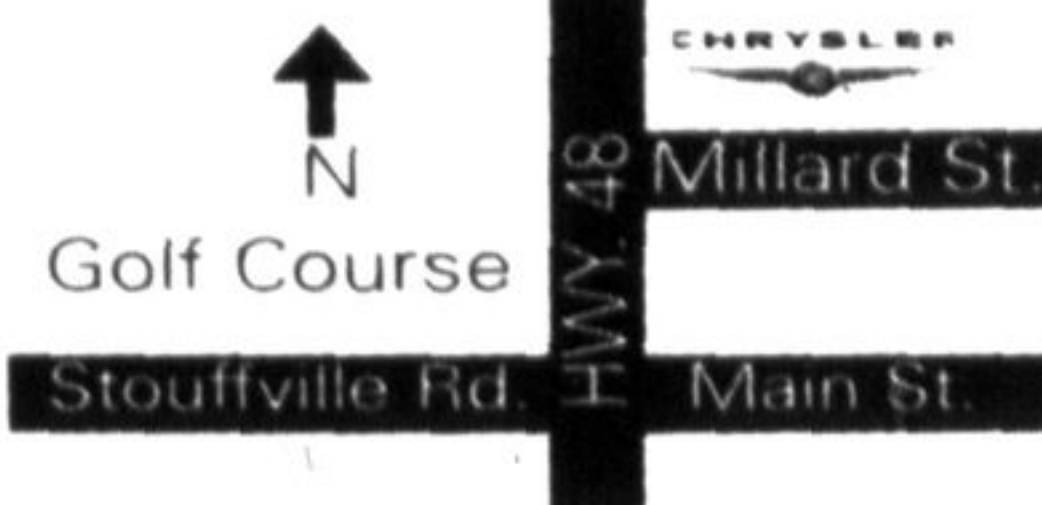 CHRYSLER
N
Millard St.
HWY. 48
Golf Course
Stouffville Rd.
Main St.